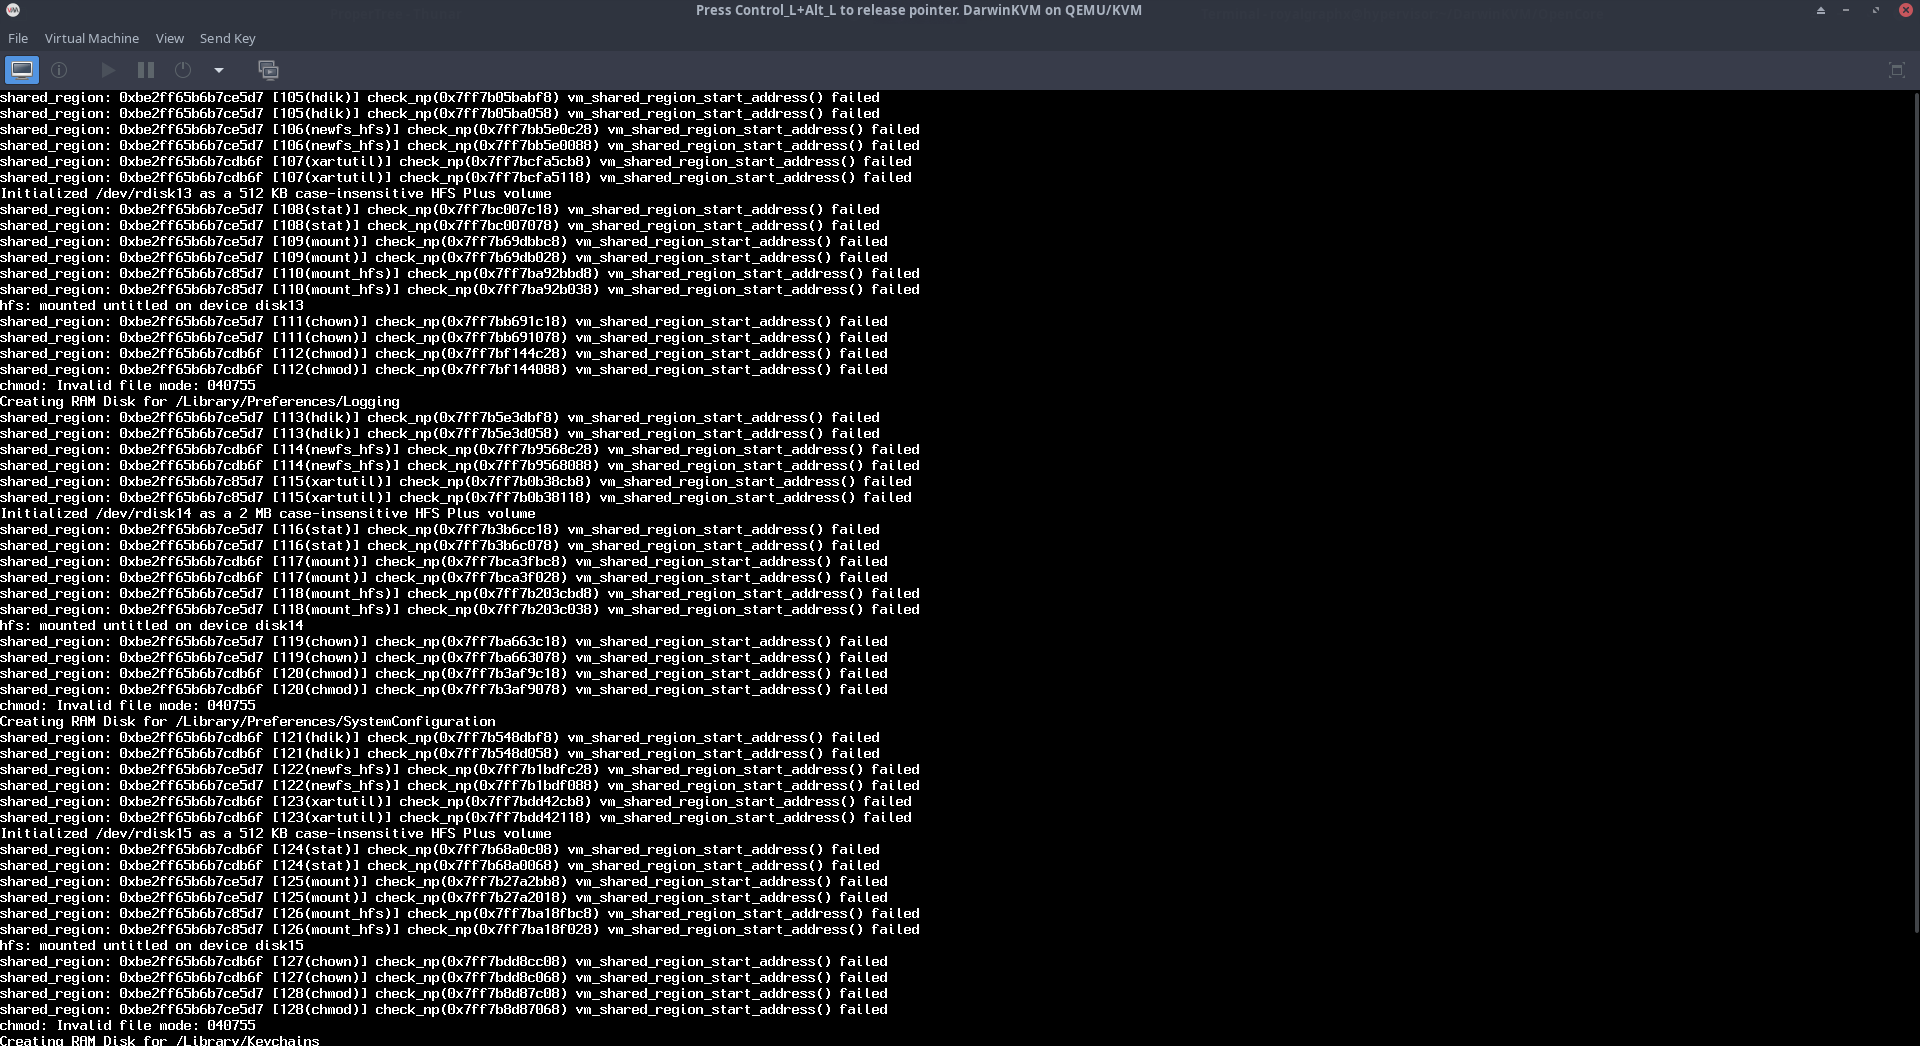 Press Control_L+Alt_L to release pointer. DarwinKVM on QEMU/KVM
File Virtual Machine View Send Key
shared_region: 0xbe2ff65b6b7ce5d7 [105(hdik)] check_np(0x7ff7b05babf8) vm_shared_region_start_address() failed
shared_region: 0xbe2ff65b6b7ce5d7 [105(hdik)] check_np(0x7ff7b05ba058) vm_shared_region_start_address() failed
shared_region: 0xbe2ff65b6b7ce5d7 [106(newfs_hfs)] check_np(0x7ff7bb5e0c28) vm_shared_region_start_address() failed
shared_region: 0xbe2ff65b6b7ce5d7 [106(newfs_hfs)] check_np(0x7ff7bb5e0088) vm_shared_region_start_address() failed
shared_region: 0xbe2ff65b6b7cdb6f [107(xartutil)] check_np(0x7ff7bcfa5cb8) vm_shared_region_start_address() failed
shared_region: 0xbe2ff65b6b7cdb6f [107(xartutil)] check_np(0x7ff7bcfa5118) vm_shared_region_start_address() failed
Initialized /dev/rdisk13 as a 512 KB case-insensitive HFS Plus volume
shared_region: 0xbe2ff65b6b7ce5d7 [108(stat)] check_np(0x7ff7bc007c18) vm_shared_region_start_address() failed
shared_region: 0xbe2ff65b6b7ce5d7 [108(stat)] check_np(0x7ff7bc007078) vm_shared_region_start_address() failed
shared_region: 0xbe2ff65b6b7ce5d7 [109(mount)] check_np(0x7ff7b69dbbc8) vm_shared_region_start_address() failed
shared_region: 0xbe2ff65b6b7ce5d7 [109(mount)] check_np(0x7ff7b69db028) vm_shared_region_start_address() failed
shared_region: 0xbe2ff65b6b7c85d7 [110(mount_hfs)] check_np(0x7ff7ba92bbd8) vm_shared_region_start_address() failed
shared_region: 0xbe2ff65b6b7c85d7 [110(mount_hfs)] check_np(0x7ff7ba92b038) vm_shared_region_start_address() failed
hfs: mounted untitled on device disk13
shared_region: 0xbe2ff65b6b7ce5d7 [111(chown)] check_np(0x7ff7bb691c18) vm_shared_region_start_address() failed
shared_region: 0xbe2ff65b6b7ce5d7 [111(chown)] check_np(0x7ff7bb691078) vm_shared_region_start_address() failed
shared_region: 0xbe2ff65b6b7cdb6f [112(chmod)] check_np(0x7ff7bf144c28) vm_shared_region_start_address() failed
shared_region: 0xbe2ff65b6b7cdb6f [112(chmod)] check_np(0x7ff7bf144088) vm_shared_region_start_address() failed
chmod: Invalid file mode: 040755
Creating RAM Disk for /Library/Preferences/Logging
shared_region: 0xbe2ff65b6b7ce5d7 [113(hdik)] check_np(0x7ff7b5e3dbf8) vm_shared_region_start_address() failed
shared_region: 0xbe2ff65b6b7ce5d7 [113(hdik)] check_np(0x7ff7b5e3d058) vm_shared_region_start_address() failed
shared_region: 0xbe2ff65b6b7cdb6f [114(newfs_hfs)] check_np(0x7ff7b9568c28) vm_shared_region_start_address() failed
shared_region: 0xbe2ff65b6b7cdb6f [114(newfs_hfs)] check_np(0x7ff7b9568088) vm_shared_region_start_address() failed
shared_region: 0xbe2ff65b6b7c85d7 [115(xartutil)] check_np(0x7ff7b0b38cb8) vm_shared_region_start_address() failed
shared_region: 0xbe2ff65b6b7c85d7 [115(xartutil)] check_np(0x7ff7b0b38118) vm_shared_region_start_address() failed
Initialized /dev/rdisk14 as a 2 MB case-insensitive HFS Plus volume
shared_region: 0xbe2ff65b6b7ce5d7 [116(stat)] check_np(0x7ff7b3b6cc18) vm_shared_region_start_address() failed
shared_region: 0xbe2ff65b6b7ce5d7 [116(stat)] check_np(0x7ff7b3b6c078) vm_shared_region_start_address() failed
shared_region: 0xbe2ff65b6b7cdb6f [117(mount)] check_np(0x7ff7bca3fbc8) vm_shared_region_start_address() failed
shared_region: 0xbe2ff65b6b7cdb6f [117(mount)] check_np(0x7ff7bca3f028) vm_shared_region_start_address() failed
shared_region: 0xbe2ff65b6b7ce5d7 [118(mount_hfs)] check_np(0x7ff7b203cbd8) vm_shared_region_start_address() failed
shared_region: 0xbe2ff65b6b7ce5d7 [118(mount_hfs)] check_np(0x7ff7b203c038) vm_shared_region_start_address() failed
hfs: mounted untitled on device disk14
shared_region: 0xbe2ff65b6b7ce5d7 [119(chown)] check_np(0x7ff7ba663c18) vm_shared_region_start_address() failed
shared_region: 0xbe2ff65b6b7ce5d7 [119(chown)] check_np(0x7ff7ba663078) vm_shared_region_start_address() failed
shared_region: 0xbe2ff65b6b7cdb6f [120(chmod)] check_np(0x7ff7b3af9c18) vm_shared_region_start_address() failed
shared_region: 0xbe2ff65b6b7cdb6f [120(chmod)] check_np(0x7ff7b3af9078) vm_shared_region_start_address() failed
chmod: Invalid file mode: 040755
Creating RAM Disk for /Library/Preferences/SystemConfiguration
shared_region: 0xbe2ff65b6b7cdb6f [121(hdik)] check_np(0x7ff7b548dbf8) vm_shared_region_start_address() failed
shared_region: 0xbe2ff65b6b7cdb6f [121(hdik)] check_np(0x7ff7b548d058) vm_shared_region_start_address() failed
shared_region: 0xbe2ff65b6b7ce5d7 [122(newfs_hfs)] check_np(0x7ff7b1bdfc28) vm_shared_region_start_address() failed
shared_region: 0xbe2ff65b6b7ce5d7 [122(newfs_hfs)] check_np(0x7ff7b1bdf088) vm_shared_region_start_address() failed
shared_region: 0xbe2ff65b6b7cdb6f [123(xartutil)] check_np(0x7ff7bdd42cb8) vm_shared_region_start_address() failed
shared_region: 0xbe2ff65b6b7cdb6f [123(xartutil)] check_np(0x7ff7bdd42118) vm_shared_region_start_address() failed
Initialized /dev/rdisk15 as a 512 KB case-insensitive HFS Plus volume
shared_region: 0xbe2ff65b6b7cdb6f [124(stat)] check_np(0x7ff7b68a0c08) vm_shared_region_start_address() failed
shared_region: 0xbe2ff65b6b7cdb6f [124(stat)] check_np(0x7ff7b68a0068) vm_shared_region_start_address() failed
shared_region: 0xbe2ff65b6b7ce5d7 [125(mount)] check_np(0x7ff7b27a2bb8) vm_shared_region_start_address() failed
shared_region: 0xbe2ff65b6b7ce5d7 [125(mount)] check_np(0x7ff7b27a2018) vm_shared_region_start_address() failed
shared_region: 0xbe2ff65b6b7c85d7 [126(mount_hfs)] check_np(0x7ff7ba18fbc8) vm_shared_region_start_address() failed
shared_region: 0xbe2ff65b6b7c85d7 [126(mount_hfs)] check_np(0x7ff7ba18f028) vm_shared_region_start_address() failed
hfs: mounted untitled on device disk15
shared_region: 0xbe2ff65b6b7cdb6f [127(chown)] check_np(0x7ff7bdd8cc08) vm_shared_region_start_address() failed
shared_region: 0xbe2ff65b6b7cdb6f [127(chown)] check_np(0x7ff7bdd8c068) vm_shared_region_start_address() failed
shared_region: 0xbe2ff65b6b7ce5d7 [128(chmod)] check_np(0x7ff7b8d87c08) vm_shared_region_start_address() failed
shared_region: 0xbe2ff65b6b7ce5d7 [128(chmod)] check_np(0x7ff7b8d87068) vm_shared_region_start_address() failed
chmod: Invalid file mode: 040755
Creating RAM Disk for /Library/Keychains